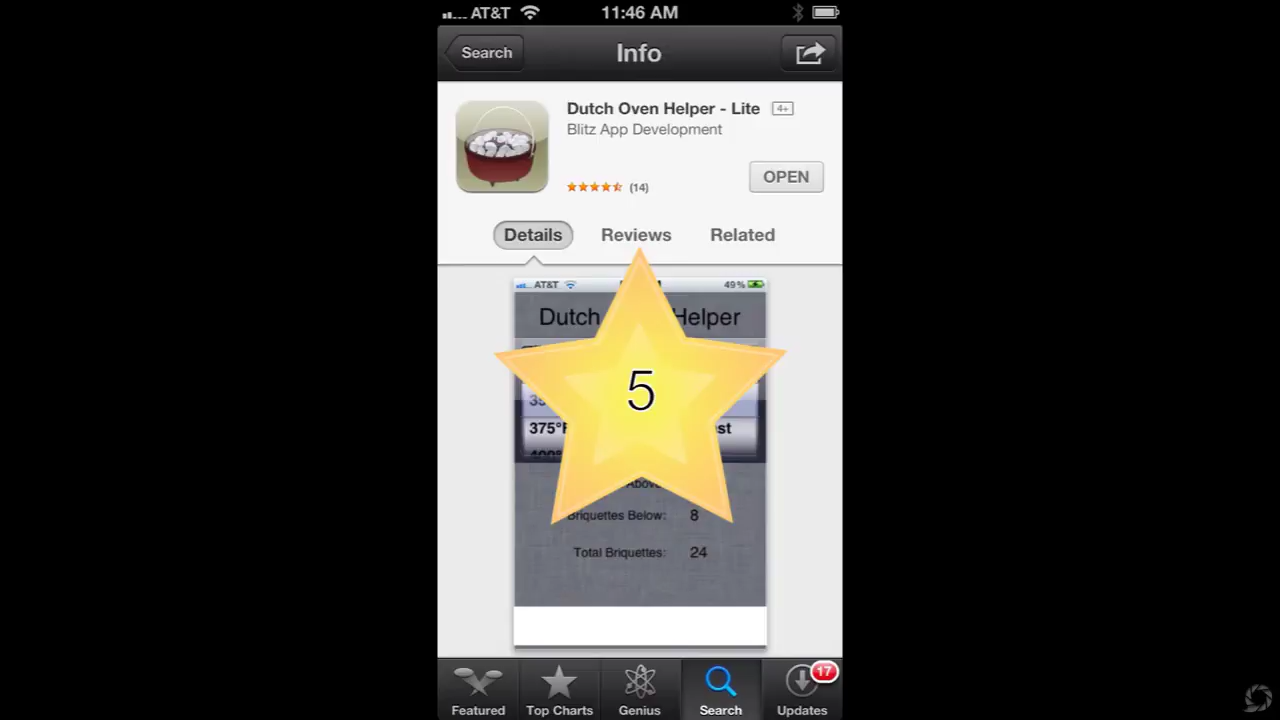 AT&T 11:46 AM
Search Info
Dutch Oven Helper - Lite 4+
Blitz App Development
(14) OPEN
Details Reviews Related
AT&T 49%
Dutch Helper
5
375°F
Briquettes Below: 8
Total Briquettes: 24
Featured Top Charts Genius Search Updates 17